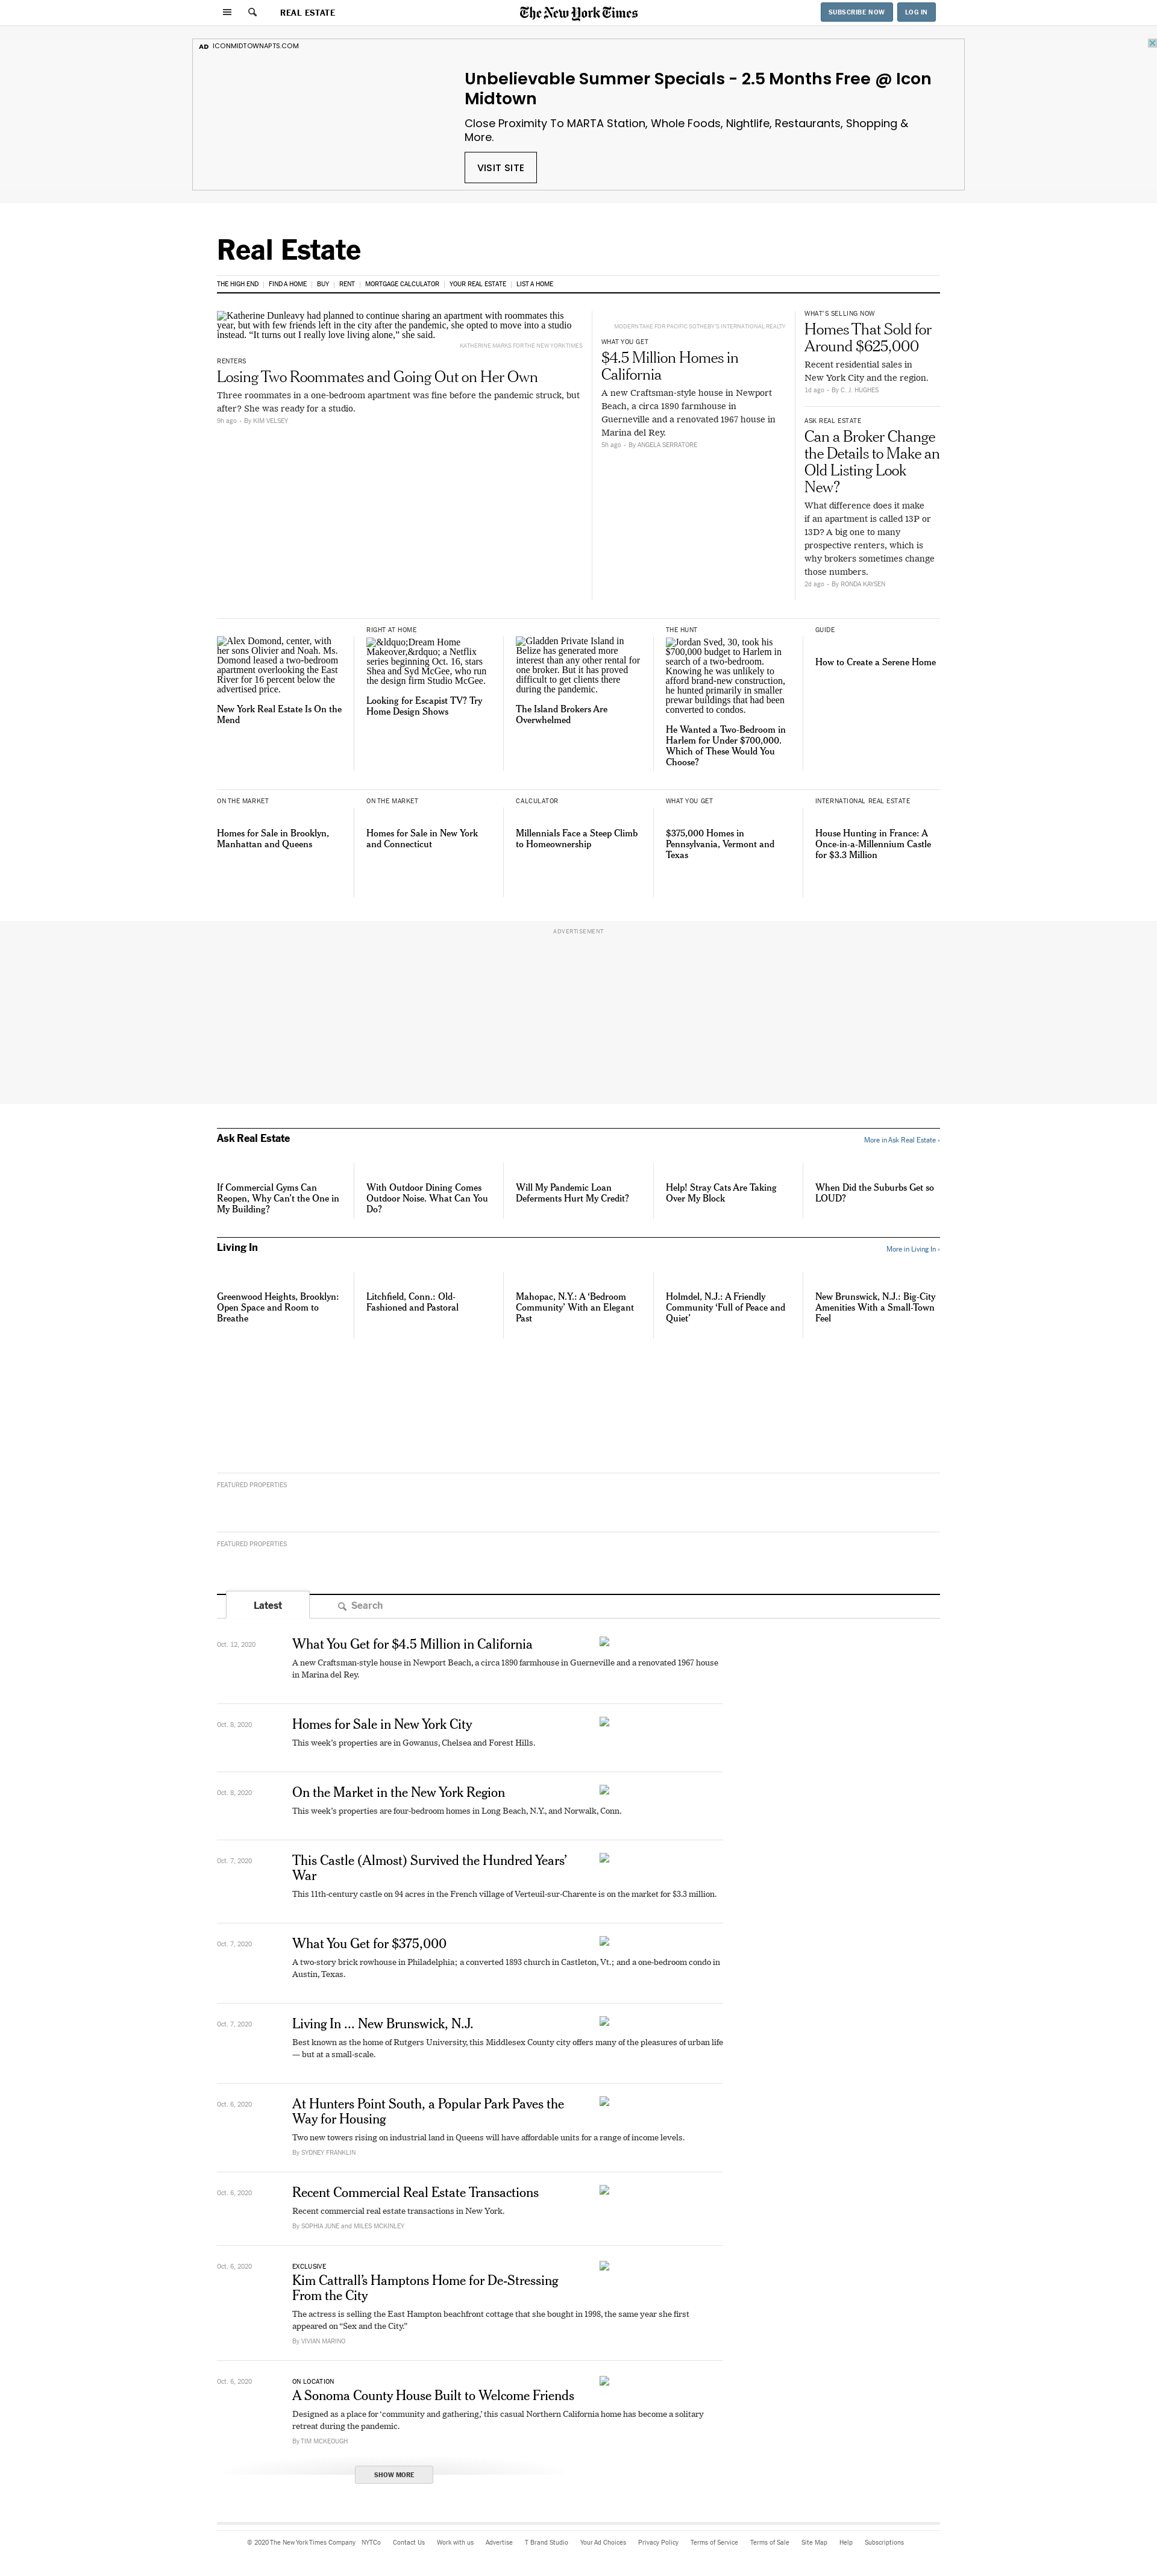 REAL ESTATE
The New York Times
SUBSCRIBE NOW
LOG IN
AD ICONMIDTOWNAPTS.COM
Unbelievable Summer Specials - 2.5 Months Free @ Icon
Midtown
Close Proximity To MARTA Station, Whole Foods, Nightlife, Restaurants, Shopping &
More.
VISIT SITE
Real Estate
THE HIGH END
FIND A HOME
BUY
RENT
MORTGAGE CALCULATOR
YOUR REAL ESTATE
LIST A HOME
Katherine Dunleavy had planned to continue sharing an apartment with roommates this
year, but with few friends left in the city after the pandemic, she opted to move into a studio
instead. “It turns out I really love living alone,” she said.
KATHERINE MARKS FOR THE NEW YORK TIMES
RENTERS
Losing Two Roommates and Going Out on Her Own
Three roommates in a one-bedroom apartment was fine before the pandemic struck, but
after? She was ready for a studio.
9h ago - By KIM VELSEY
MODERN TAKE FOR PACIFIC SOTHEBY'S INTERNATIONAL REALTY
WHAT YOU GET
$4.5 Million Homes in
California
A new Craftsman-style house in Newport
Beach, a circa 1890 farmhouse in
Guerneville and a renovated 1967 house in
Marina del Rey.
5h ago - By ANGELA SERRATORE
WHAT'S SELLING NOW
Homes That Sold for
Around $625,000
Recent residential sales in
New York City and the region.
1d ago - By C. J. HUGHES
ASK REAL ESTATE
Can a Broker Change
the Details to Make an
Old Listing Look
New?
What difference does it make
if an apartment is called 13P or
13D? A big one to many
prospective renters, which is
why brokers sometimes change
those numbers.
2d ago - By RONDA KAYSEN
Alex Domond, center, with
her sons Olivier and Noah. Ms.
Domond leased a two-bedroom
apartment overlooking the East
River for 16 percent below the
advertised price.
New York Real Estate Is On the
Mend
RIGHT AT HOME
&ldquo;Dream Home
Makeover,&rdquo; a Netflix
series beginning Oct. 16, stars
Shea and Syd McGee, who run
the design firm Studio McGee.
Looking for Escapist TV? Try
Home Design Shows
Gladden Private Island in
Belize has generated more
interest than any other rental for
one broker. But it has proved
difficult to get clients there
during the pandemic.
The Island Brokers Are
Overwhelmed
THE HUNT
Jordan Sved, 30, took his
$700,000 budget to Harlem in
search of a two-bedroom.
Knowing he was unlikely to
afford brand-new construction,
he hunted primarily in smaller
prewar buildings that had been
converted to condos.
He Wanted a Two-Bedroom in
Harlem for Under $700,000.
Which of These Would You
Choose?
GUIDE
How to Create a Serene Home
ON THE MARKET
Homes for Sale in Brooklyn,
Manhattan and Queens
ON THE MARKET
Homes for Sale in New York
and Connecticut
CALCULATOR
Millennials Face a Steep Climb
to Homeownership
WHAT YOU GET
$375,000 Homes in
Pennsylvania, Vermont and
Texas
INTERNATIONAL REAL ESTATE
House Hunting in France: A
Once-in-a-Millennium Castle
for $3.3 Million
ADVERTISEMENT
Ask Real Estate
More in Ask Real Estate ›
If Commercial Gyms Can
Reopen, Why Can’t the One in
My Building?
With Outdoor Dining Comes
Outdoor Noise. What Can You
Do?
Will My Pandemic Loan
Deferments Hurt My Credit?
Help! Stray Cats Are Taking
Over My Block
When Did the Suburbs Get so
LOUD?
Living In
More in Living In ›
Greenwood Heights, Brooklyn:
Open Space and Room to
Breathe
Litchfield, Conn.: Old-
Fashioned and Pastoral
Mahopac, N.Y.: A ‘Bedroom
Community’ With an Elegant
Past
Holmdel, N.J.: A Friendly
Community ‘Full of Peace and
Quiet’
New Brunswick, N.J.: Big-City
Amenities With a Small-Town
Feel
FEATURED PROPERTIES
FEATURED PROPERTIES
Latest
Search
Oct. 12, 2020
What You Get for $4.5 Million in California
A new Craftsman-style house in Newport Beach, a circa 1890 farmhouse in Guerneville and a renovated 1967 house
in Marina del Rey.
Oct. 8, 2020
Homes for Sale in New York City
This week’s properties are in Gowanus, Chelsea and Forest Hills.
Oct. 8, 2020
On the Market in the New York Region
This week’s properties are four-bedroom homes in Long Beach, N.Y., and Norwalk, Conn.
Oct. 7, 2020
This Castle (Almost) Survived the Hundred Years’
War
This 11th-century castle on 94 acres in the French village of Verteuil-sur-Charente is on the market for $3.3 million.
Oct. 7, 2020
What You Get for $375,000
A two-story brick rowhouse in Philadelphia; a converted 1893 church in Castleton, Vt.; and a one-bedroom condo in
Austin, Texas.
Oct. 7, 2020
Living In ... New Brunswick, N.J.
Best known as the home of Rutgers University, this Middlesex County city offers many of the pleasures of urban life
— but at a small-scale.
Oct. 6, 2020
At Hunters Point South, a Popular Park Paves the
Way for Housing
Two new towers rising on industrial land in Queens will have affordable units for a range of income levels.
By SYDNEY FRANKLIN
Oct. 6, 2020
Recent Commercial Real Estate Transactions
Recent commercial real estate transactions in New York.
By SOPHIA JUNE and MILES MCKINLEY
Oct. 6, 2020
EXCLUSIVE
Kim Cattrall’s Hamptons Home for De-Stressing
From the City
The actress is selling the East Hampton beachfront cottage that she bought in 1998, the same year she first
appeared on “Sex and the City.”
By VIVIAN MARINO
Oct. 6, 2020
ON LOCATION
A Sonoma County House Built to Welcome Friends
Designed as a place for ‘community and gathering,’ this casual Northern California home has become a solitary
retreat during the pandemic.
By TIM MCKEOUGH
SHOW MORE
© 2020 The New York Times Company
NYTCo
Contact Us
Work with us
Advertise
T Brand Studio
Your Ad Choices
Privacy Policy
Terms of Service
Terms of Sale
Site Map
Help
Subscriptions